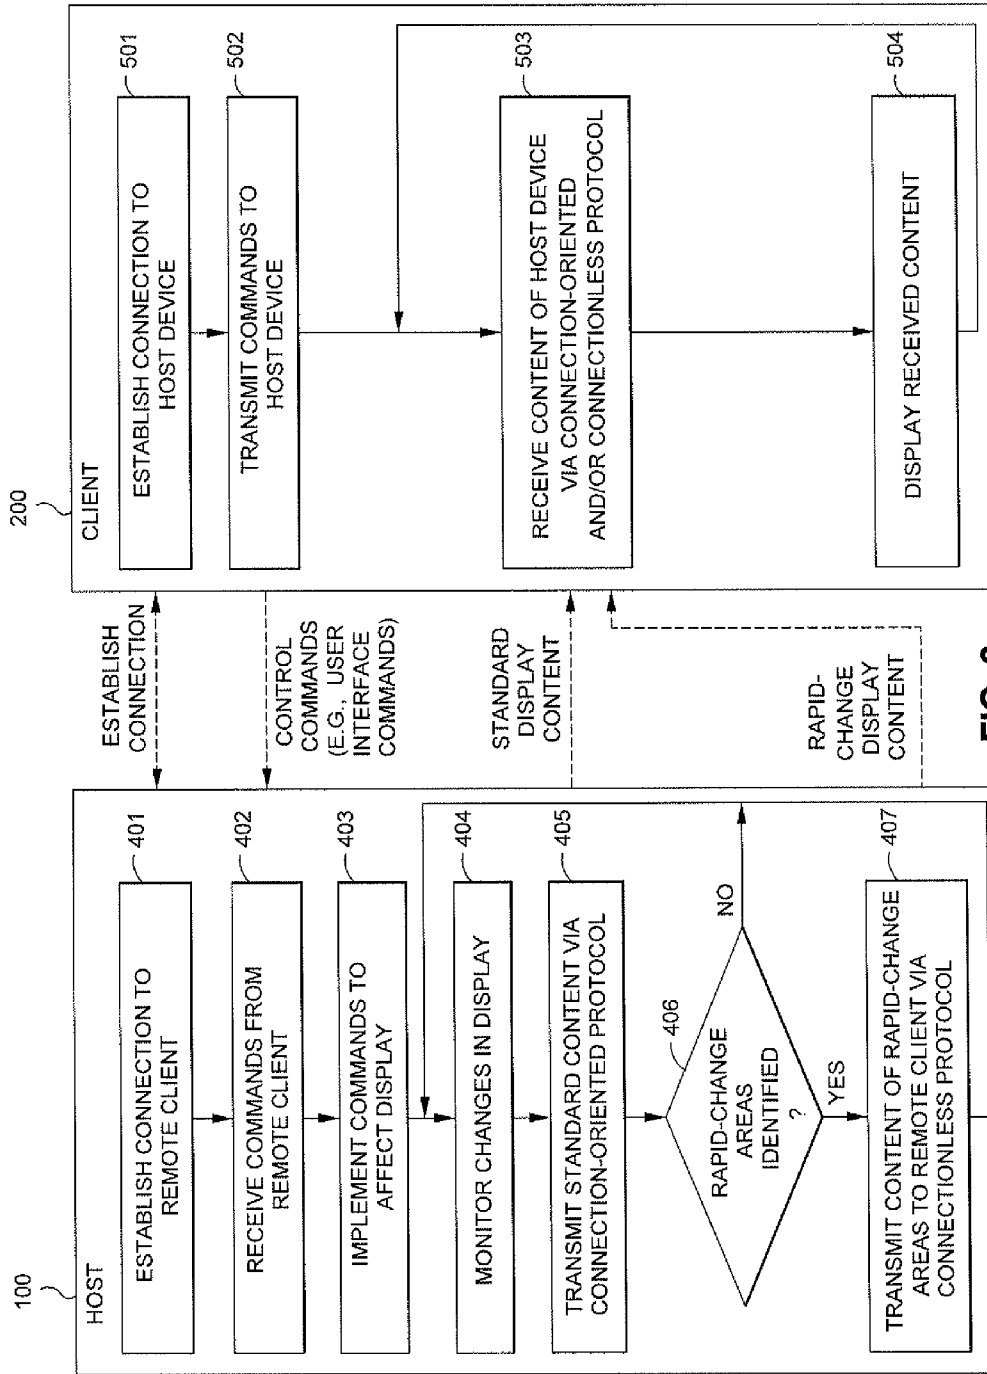 100
HOST
ESTABLISH CONNECTION TO
REMOTE CLIENT
401
RECEIVE COMMANDS FROM
REMOTE CLIENT
402
IMPLEMENT COMMANDS TO
AFFECT DISPLAY
403
MONITOR CHANGES IN DISPLAY
404
TRANSMIT STANDARD CONTENT VIA
CONNECTION-ORIENTED PROTOCOL
405
RAPID-CHANGE
AREAS
IDENTIFIED
?
406
NO
YES
TRANSMIT CONTENT OF RAPID-CHANGE
AREAS TO REMOTE CLIENT VIA
CONNECTIONLESS PROTOCOL
407
ESTABLISH
CONNECTION
CONTROL
COMMANDS
(E.G., USER
INTERFACE
COMMANDS)
STANDARD
DISPLAY
CONTENT
RAPID-
CHANGE
DISPLAY
CONTENT
200
CLIENT
ESTABLISH CONNECTION TO
HOST DEVICE
501
TRANSMIT COMMANDS TO
HOST DEVICE
502
RECEIVE CONTENT OF HOST DEVICE
VIA CONNECTION-ORIENTED
AND/OR CONNECTIONLESS PROTOCOL
503
DISPLAY RECEIVED CONTENT
504